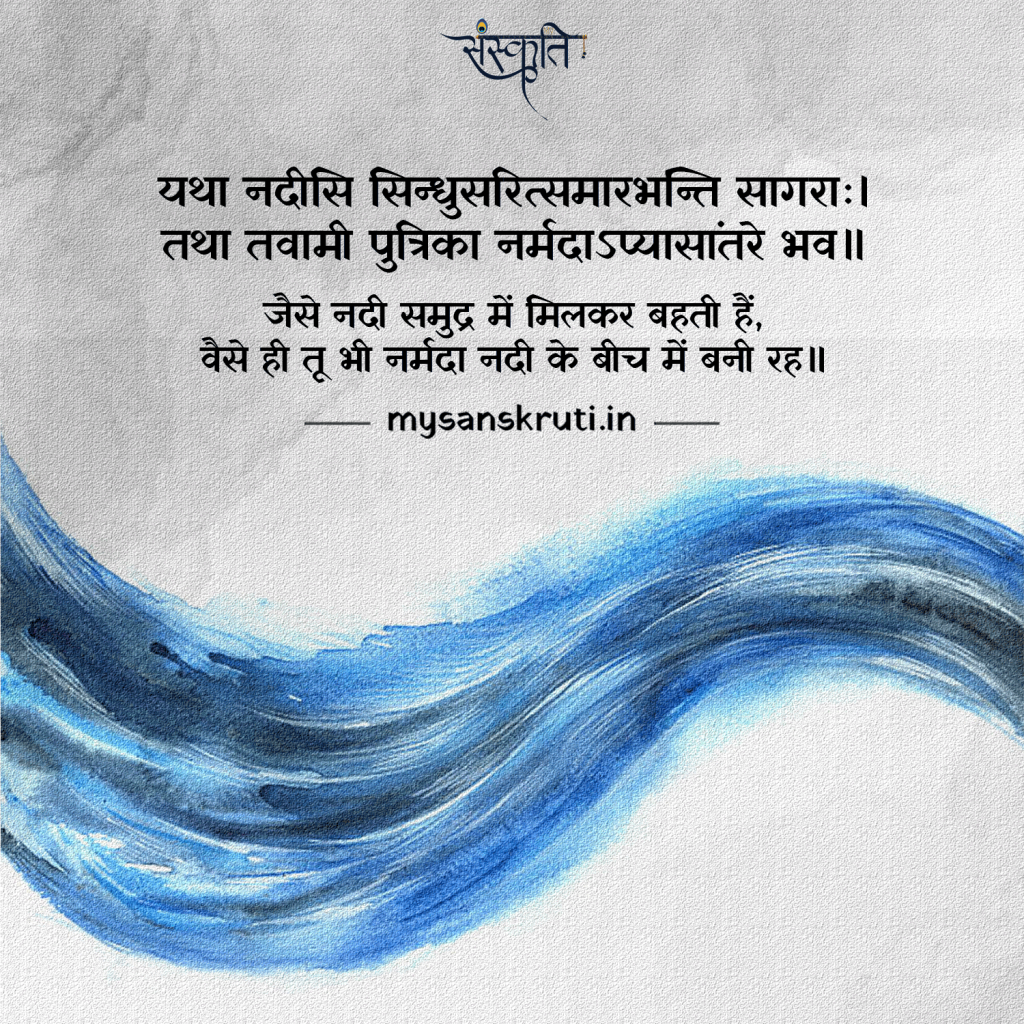 संस्कृति
यथा नदीसि सिन्धुसरित्समारभन्ति सागराः।
तथा तवामी पुत्रिका नर्मदाऽप्यासांतरे भव॥
जैसे नदी समुद्र में मिलकर बहती हैं,
वैसे ही तू भी नर्मदा नदी के बीच में बनी रह॥
mysanskruti.in